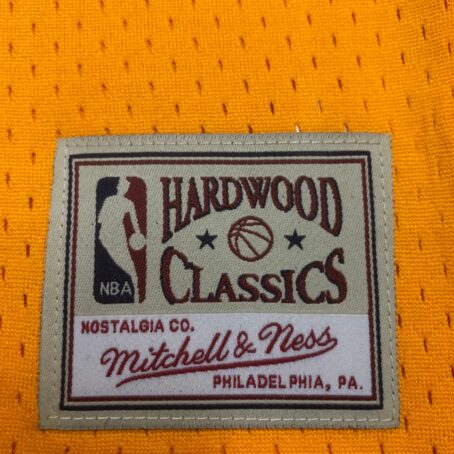 HARDWOOD
CLASSICS
NBA
NOSTALGIA CO.
Mitchell & Ness
PHILADELPHIA, PA.